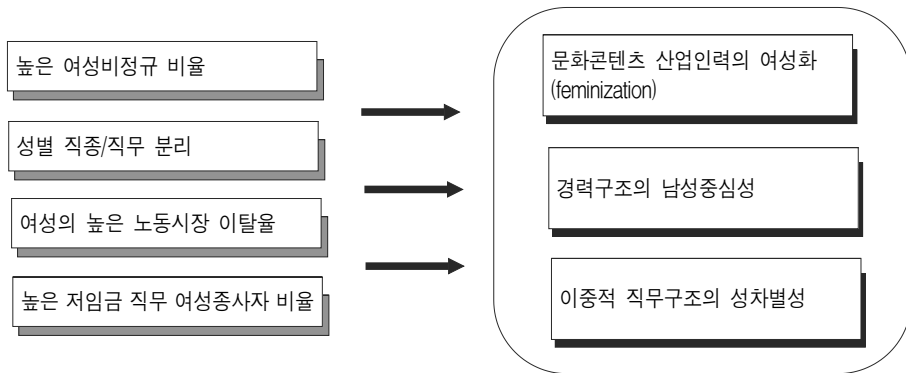 높은 여성비정규 비율
성별 직종/직무 분리
여성의 높은 노동시장 이탈율
높은 저임금 직무 여성종사자 비율
문화콘텐츠 산업인력의 여성화
(feminization)
경력구조의 남성중심성
이중적 직무구조의 성차별성